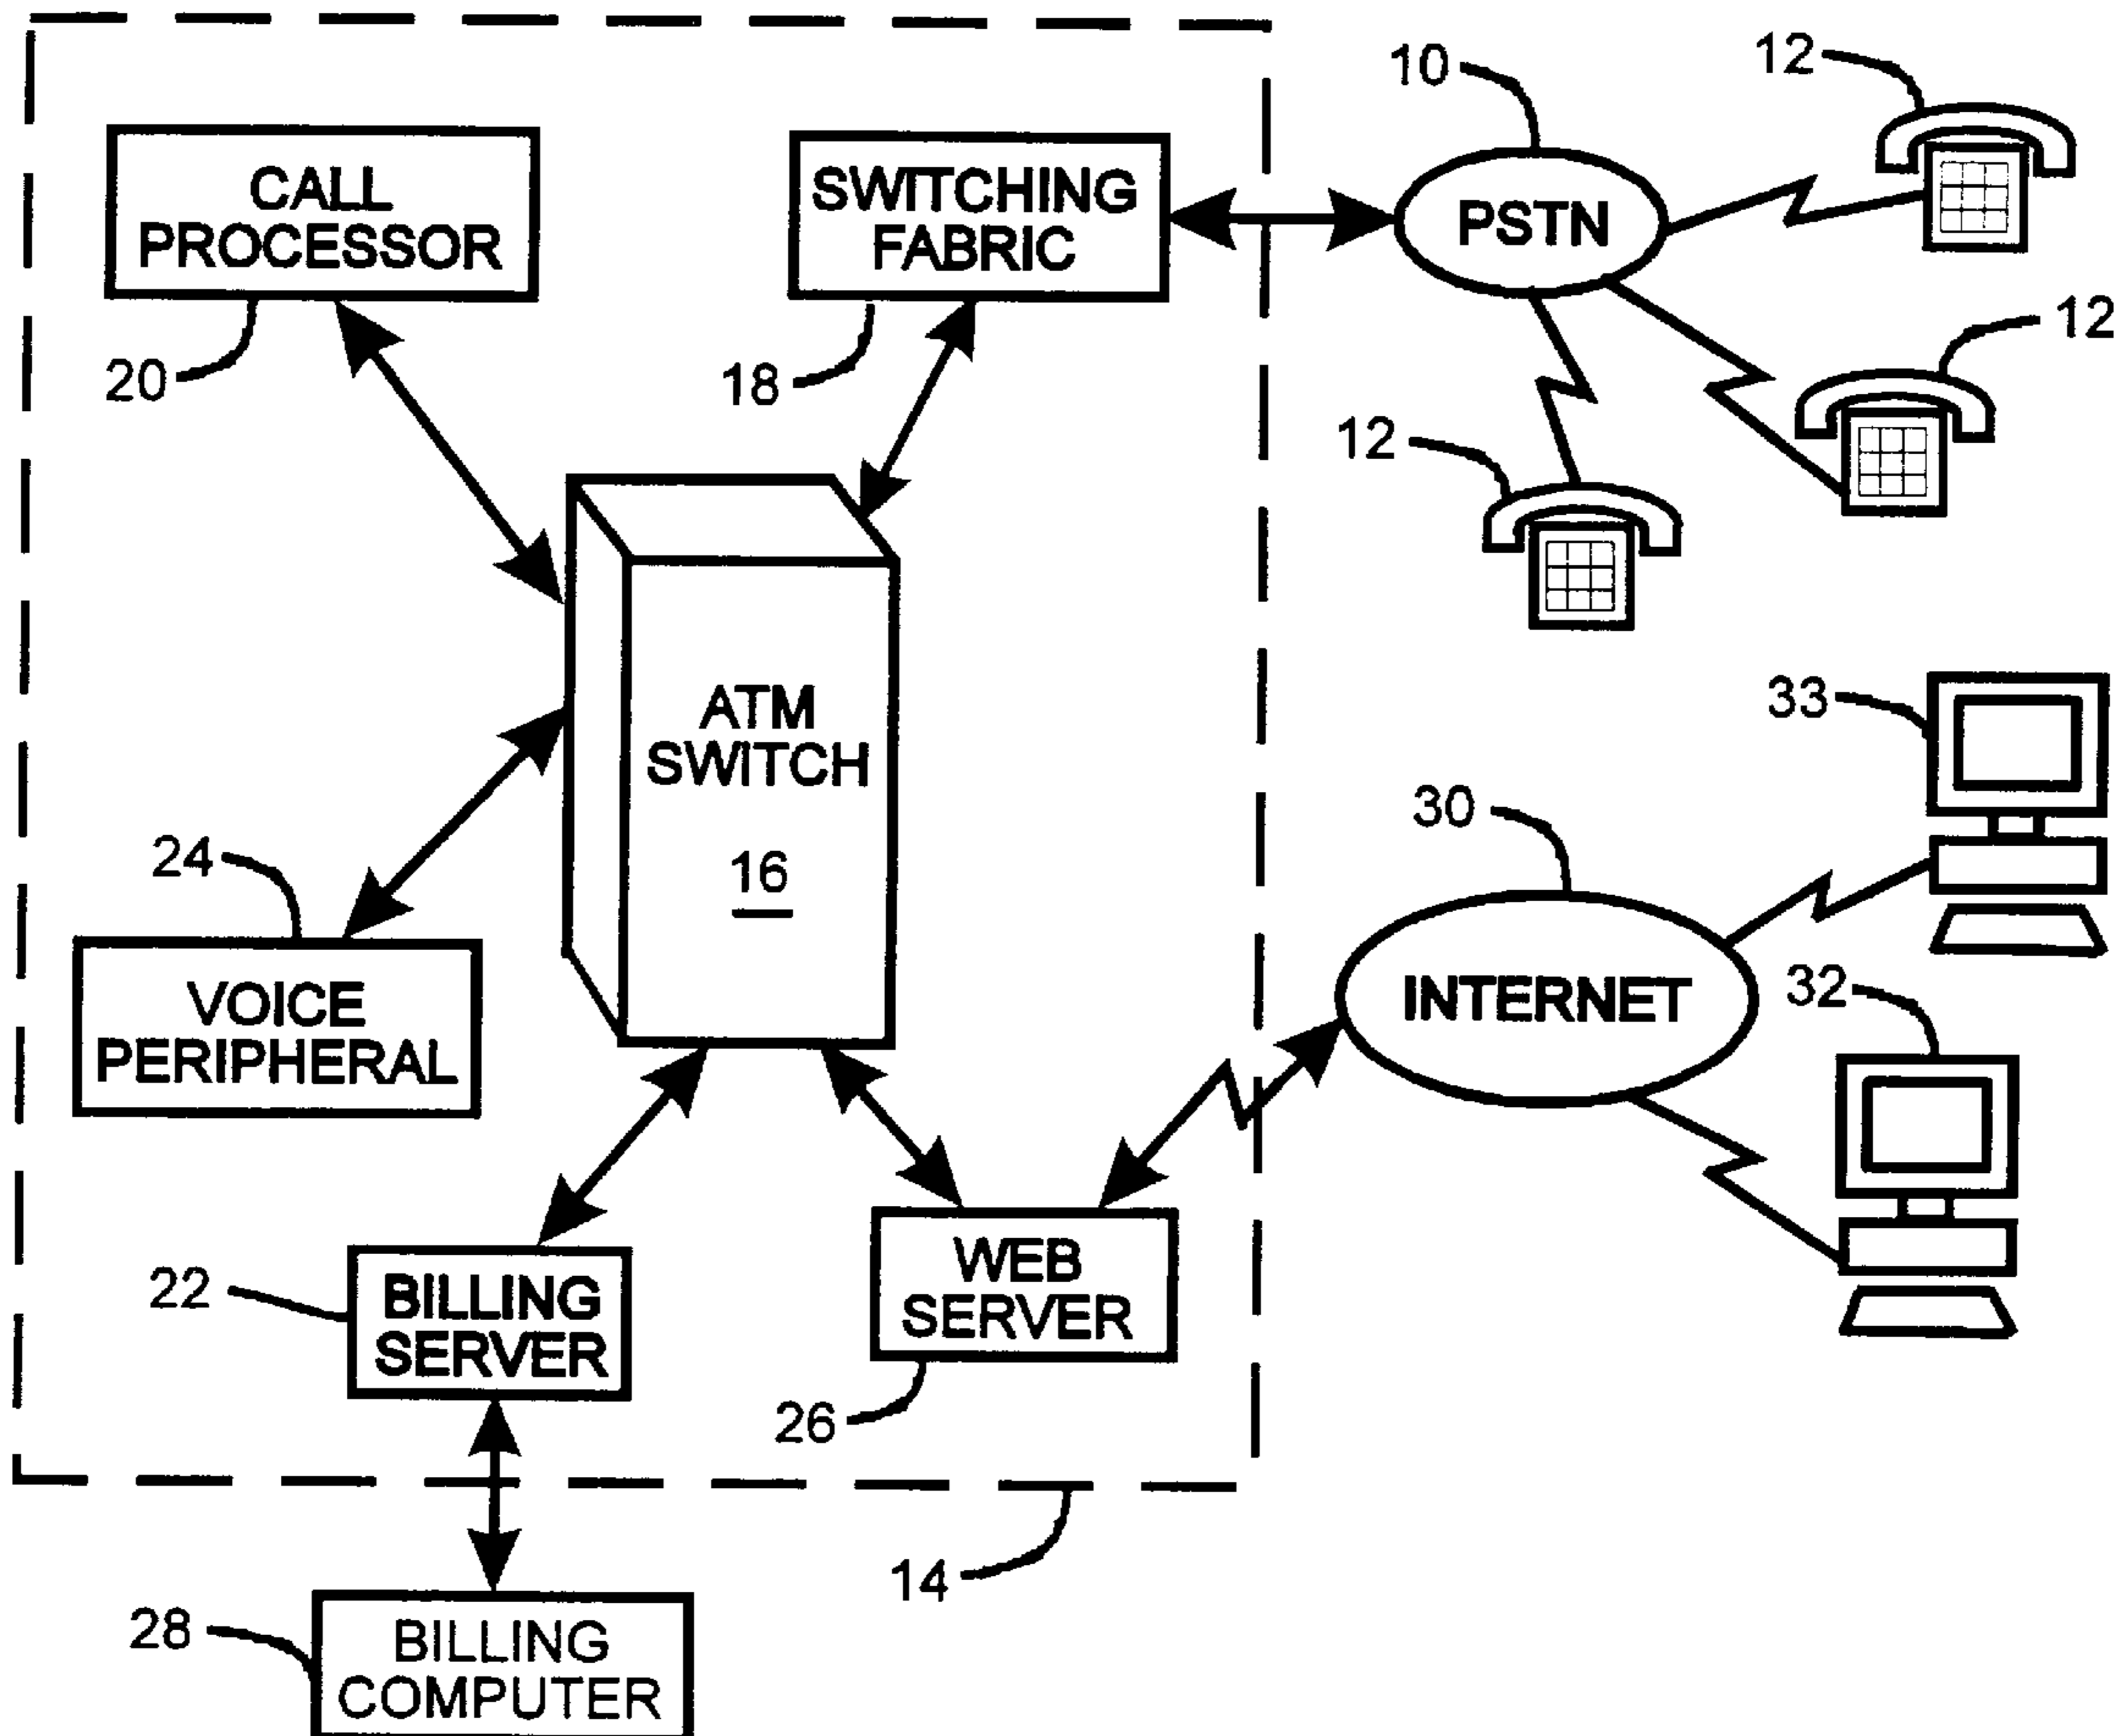 10
12
CALL
PROCESSOR
SWITCHING
FABRIC
PSTN
20
18
12
12
ATM
SWITCH
16
33
30
24
VOICE
PERIPHERAL
INTERNET
32
22
BILLING
SERVER
WEB
SERVER
26
14
28
BILLING
COMPUTER